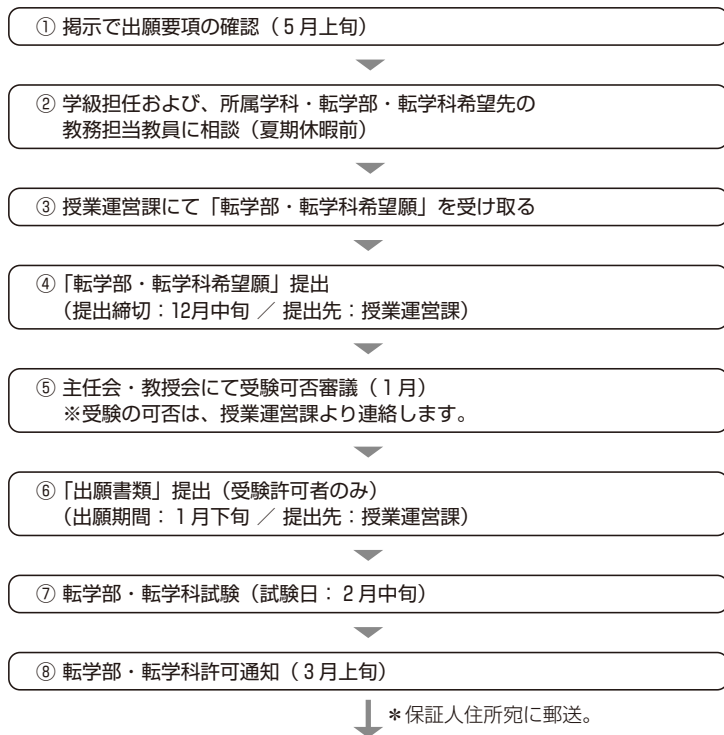 ① 掲示で出願要項の確認（５月上旬）
② 学級担任および、所属学科・転学部・転学科希望先の
教務担当教員に相談（夏期休暇前）
③ 授業運営課にて「転学部・転学科希望願」を受け取る
④「転学部・転学科希望願」提出
（提出締切：12月中旬 ／ 提出先：授業運営課）
⑤ 主任会・教授会にて受験可否審議（１月）
※受験の可否は、授業運営課より連絡します。
⑥「出願書類」提出（受験許可者のみ）
（出願期間：１月下旬 ／ 提出先：授業運営課）
⑦ 転学部・転学科試験（試験日：２月中旬）
⑧ 転学部・転学科許可通知（３月上旬）
＊保証人住所宛に郵送。